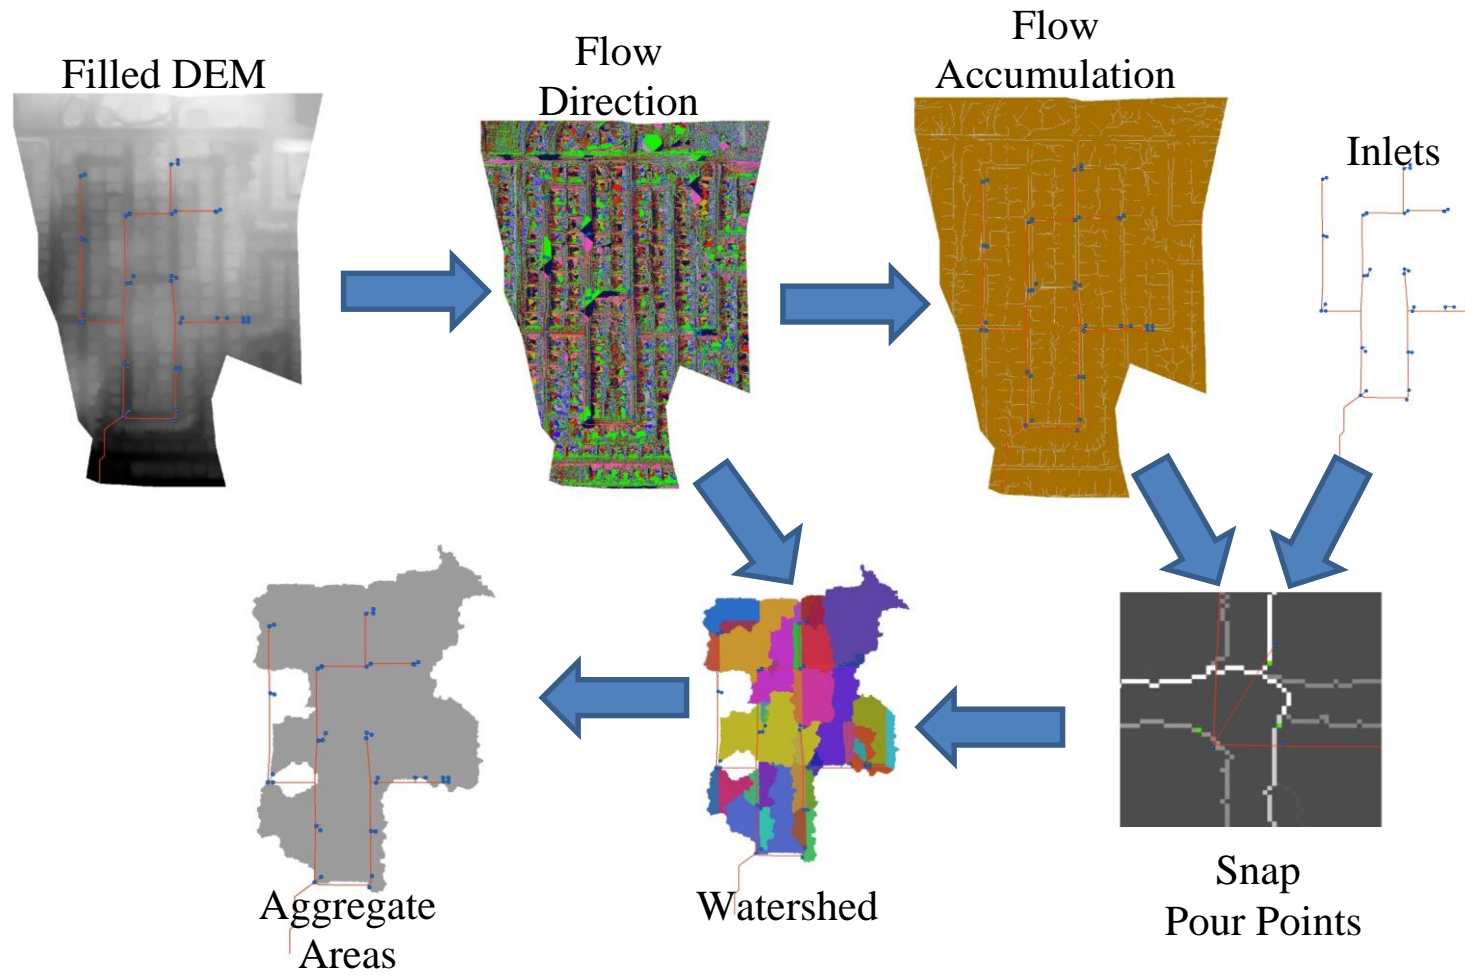 Filled DEM
Flow
Direction
Flow
Accumulation
Inlets
Aggregate
Areas
Watershed
Snap
Pour Points